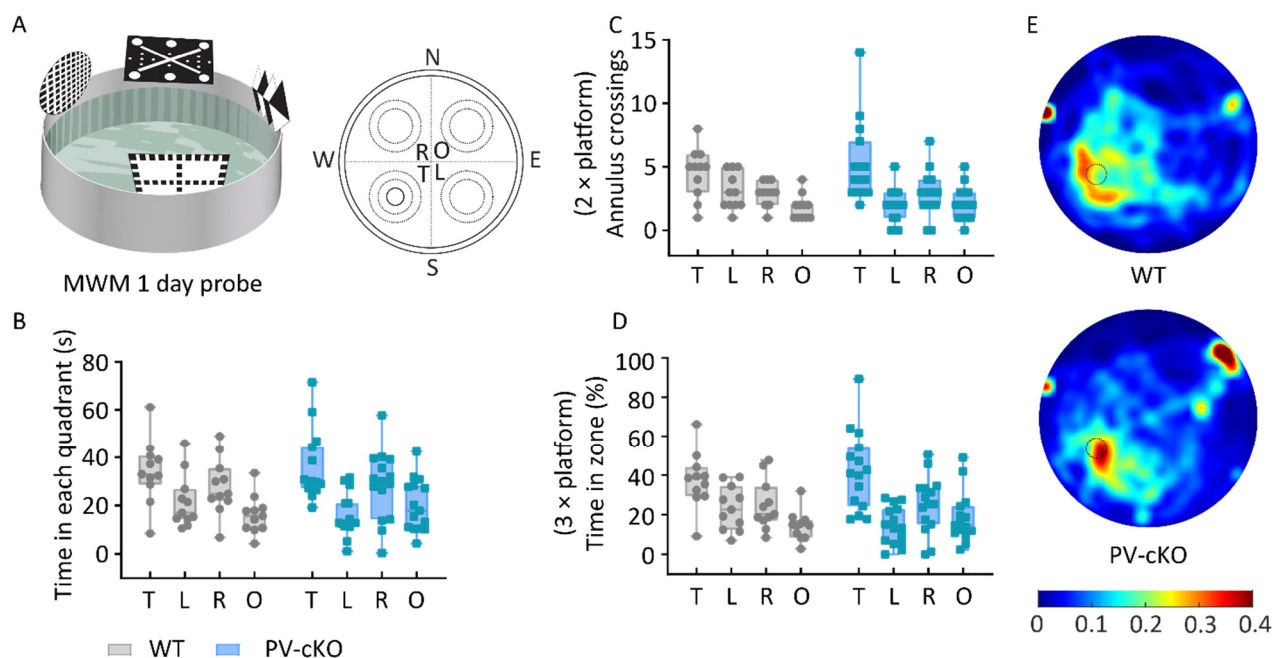 A
N
W
R
O
E
T
L
S
MWM 1 day probe
B
Time in each quadrant (s)
80
60
40
20
0
T L R O T L R O
WT PV-cKO
C
(2 × platform)
Annulus crossings
15
10
5
0
T L R O T L R O
D
(3 × platform)
Time in zone (%)
100
80
60
40
20
0
T L R O T L R O
E
WT
PV-cKO
0 0.1 0.2 0.3 0.4